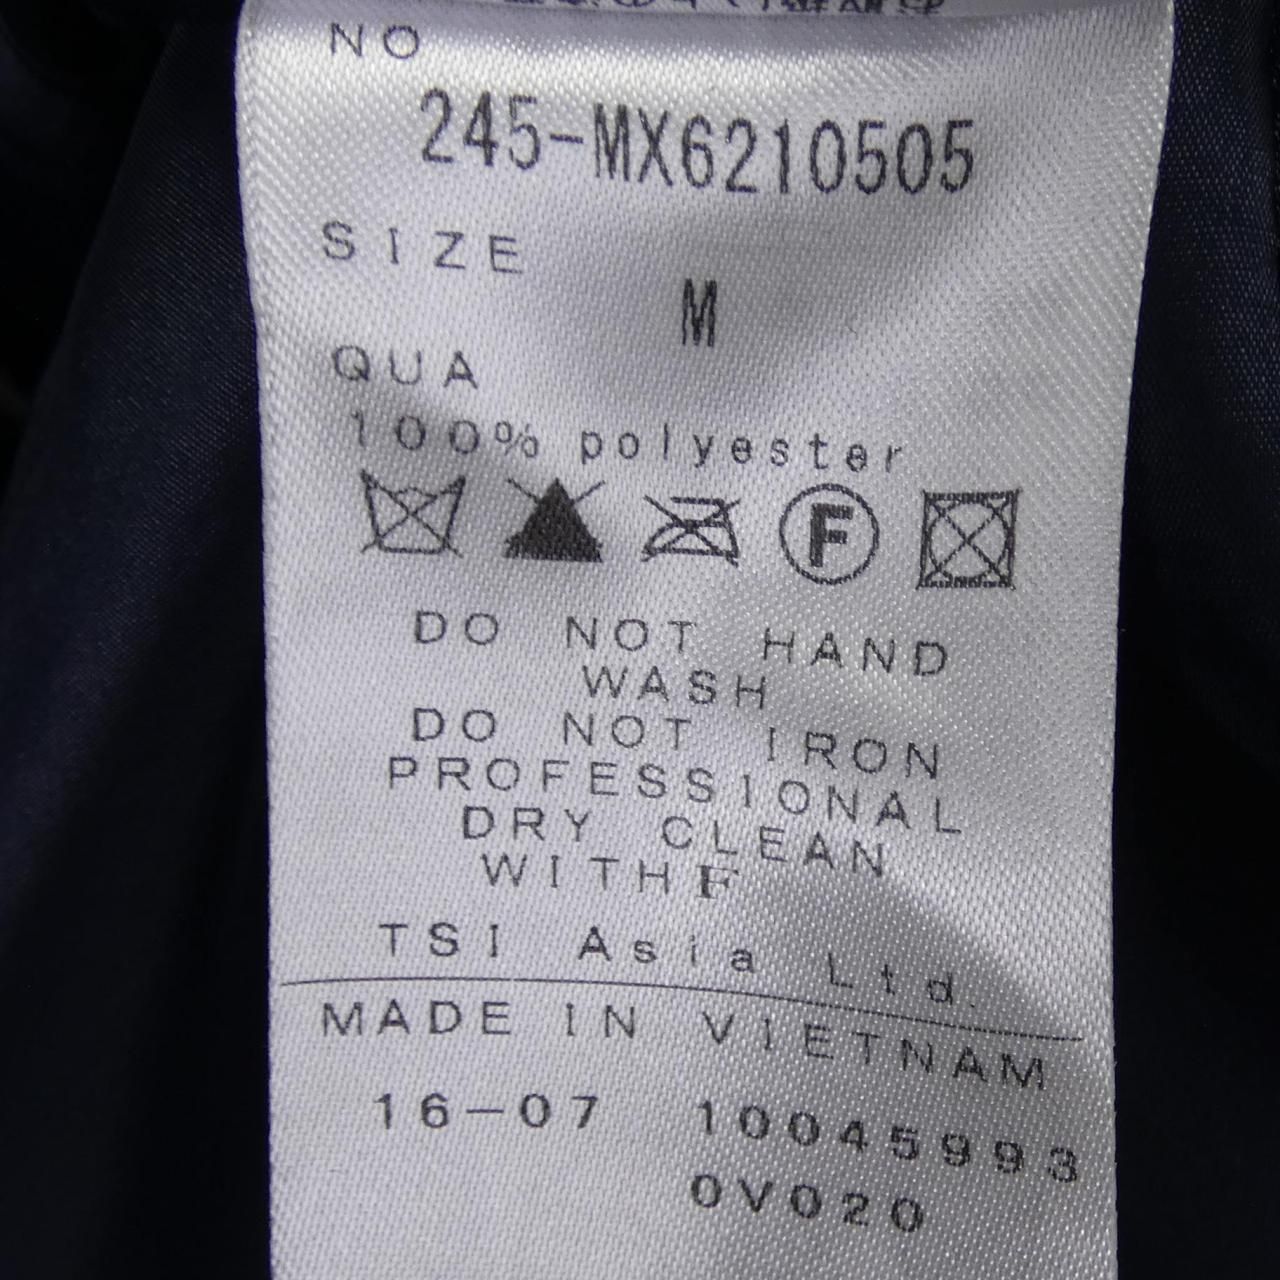 NO
245-MX6210505
SIZE
M
QUA
100% polyester
F
DO NOT HAND
WASH
DO NOT IRON
PROFESSIONAL
DRY CLEAN
WITH F
TSI Asia Ltd.
MADE IN VIETNAM
16-07 10045993
0V020